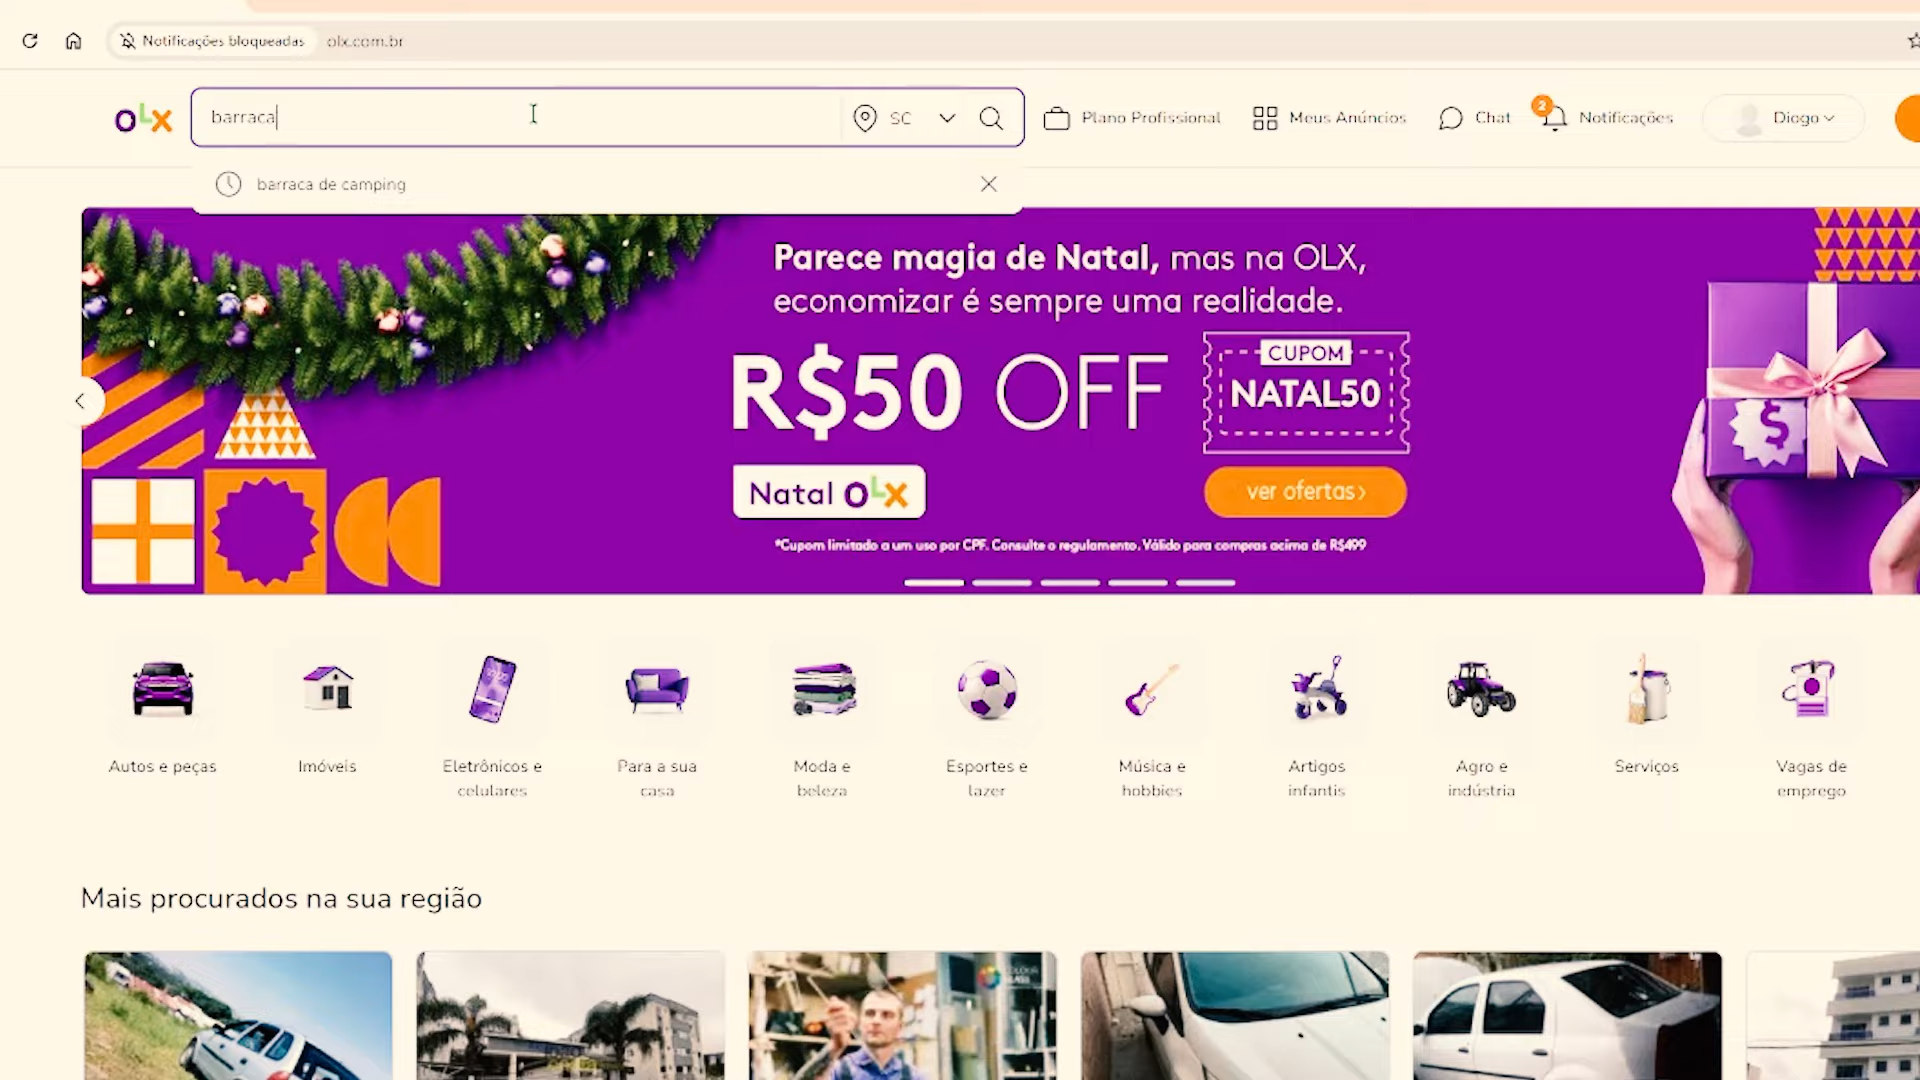 Notificações bloqueadas
olx.com.br
OLX
barraca
SC
Plano Profissional
Meus Anúncios
Chat
2
Notificações
Diogo
barraca de camping
Parece magia de Natal, mas na OLX,
economizar é sempre uma realidade.
R$50 OFF
CUPOM
NATAL50
Natal OLX
ver ofertas
*Cupom limitado a um uso por CPF. Consulte o regulamento. Válido para compras acima de R$499
$
Autos e peças
Imóveis
Eletrônicos e
celulares
Para a sua
casa
Moda e
beleza
Esportes e
lazer
Música e
hobbies
Artigos
infantis
Agro e
indústria
Serviços
Vagas de
emprego
Mais procurados na sua região